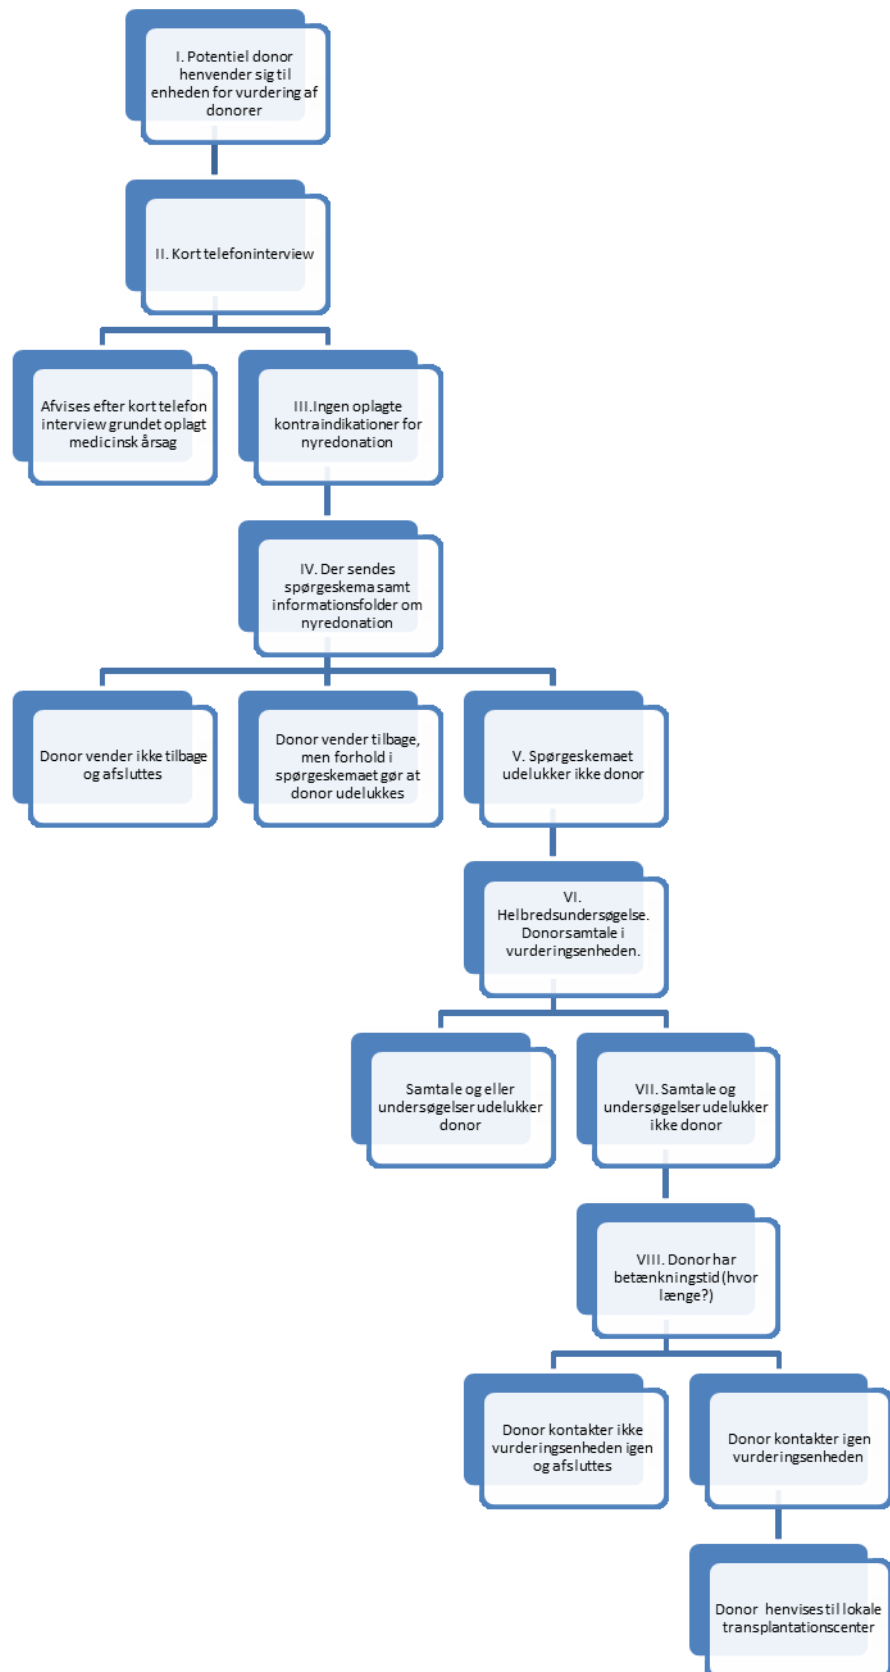 I. Potentiel donor
henvender sig til
enheden for vurdering af
donorer
II. Kort telefoninterview
Afvises efter kort telefon
interview grundet oplagt
medicinsk årsag
III.Ingen oplagte
kontraindikationer for
nyredonation
IV. Der sendes
spørgeskema samt
informationsfolder om
nyredonation
Donor vender ikke tilbage
og afsluttes
Donor vender tilbage,
men forhold i
spørgeskemaet gør at
donor udelukkes
V. Spørgeskemaet
udelukker ikke donor
VI.
Helbredsundersøgelse.
Donorsamtale i
vurderingsenheden.
Samtale og eller
undersøgelser udelukker
donor
VII. Samtale og
undersøgelser udelukker
ikke donor
VIII. Donor har
betænkningstid (hvor
længe?)
Donor kontakter ikke
vurderingsenheden igen
og afsluttes
Donor kontakter igen
vurderingsenheden
Donor henvises til lokale
transplantationscenter